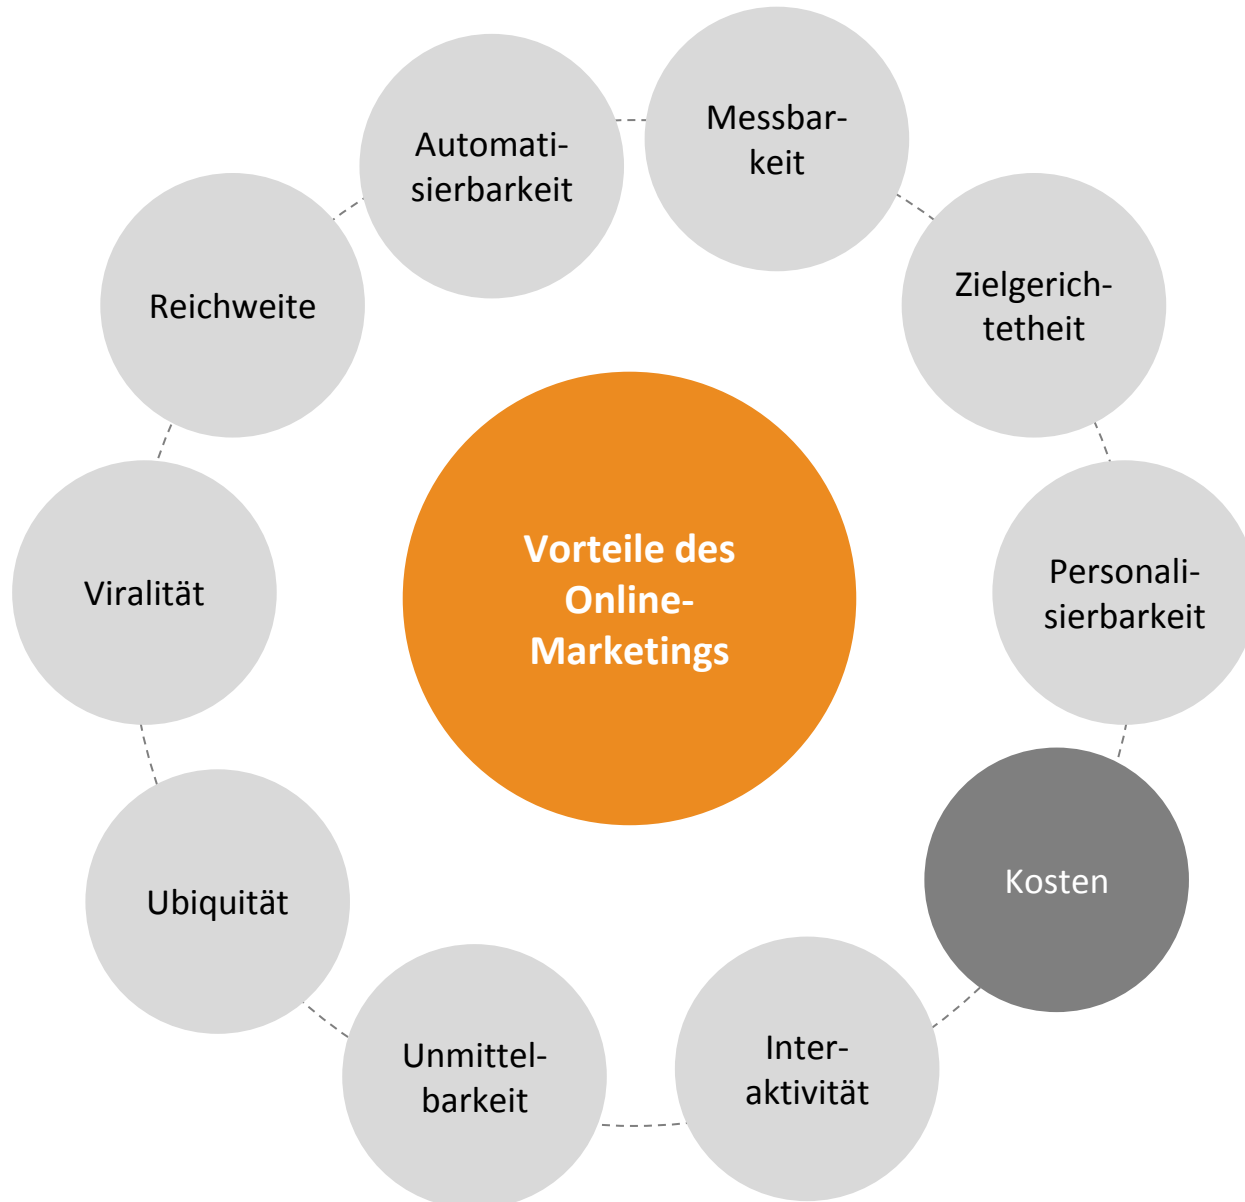 Messbar-
keit
Automati-
sierbarkeit
Zielgerich-
tetheit
Reichweite
Vorteile des
Online-
Marketings
Personali-
sierbarkeit
Viralität
Kosten
Ubiquität
Inter-
aktivität
Unmittel-
barkeit